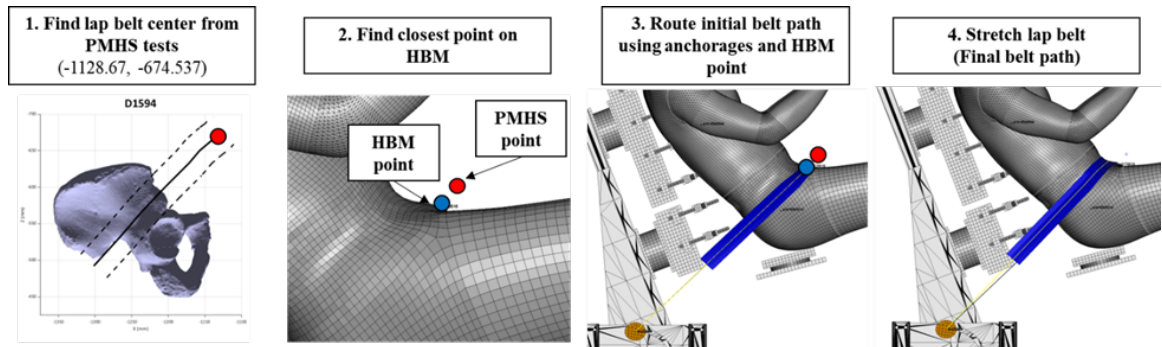 1. Find lap belt center from
PMHS tests
(-1128.67, -674.537)
2. Find closest point on
HBM
3. Route initial belt path
using anchorages and HBM
point
4. Stretch lap belt
(Final belt path)
D1594
HBM
point
PMHS
point